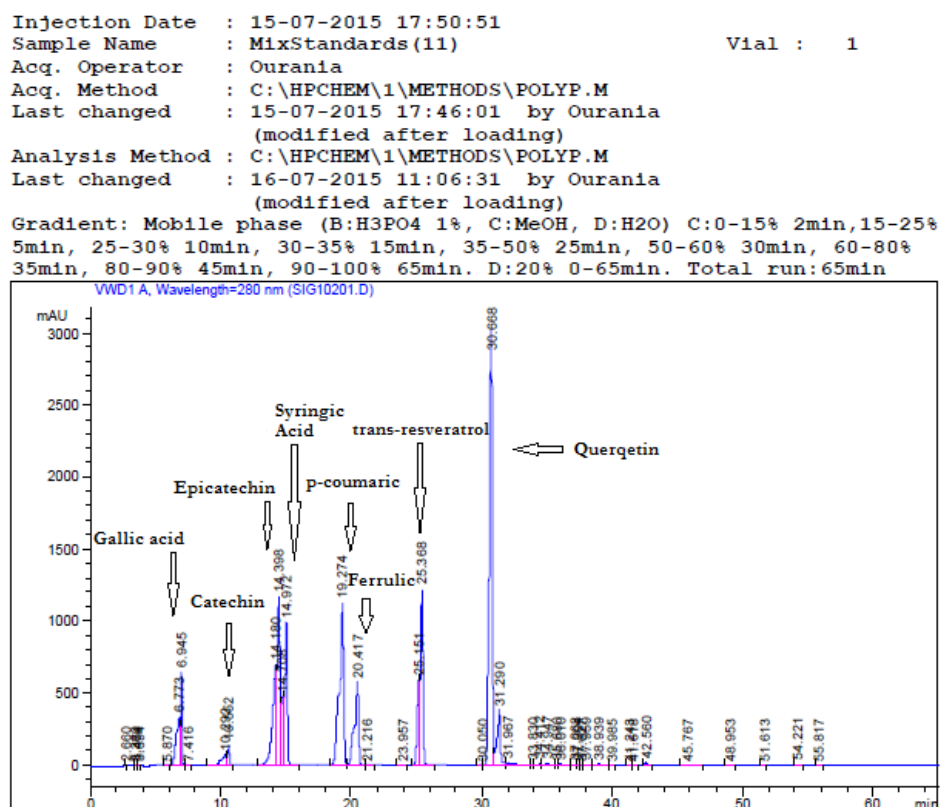 Injection Date : 15-07-2015 17:50:51
Sample Name : MixStandards(11) Vial : 1
Acq. Operator : Ourania
Acq. Method : C:\HPCHEM\1\METHODS\POLYP.M
Last changed : 15-07-2015 17:46:01 by Ourania
(modified after loading)
Analysis Method : C:\HPCHEM\1\METHODS\POLYP.M
Last changed : 16-07-2015 11:06:31 by Ourania
(modified after loading)
Gradient: Mobile phase (B:H3PO4 1%, C:MeOH, D:H2O) C:0-15% 2min,15-25%
5min, 25-30% 10min, 30-35% 15min, 35-50% 25min, 50-60% 30min, 60-80%
35min, 80-90% 45min, 90-100% 65min. D:20% 0-65min. Total run:65min
VWD1 A, Wavelength=280 nm (SIG10201.D)
mAU
3000
2500
2000
1500
1000
500
0
Gallic acid
Catechin
Epicatechin
Syringic
Acid
p-coumaric
Ferrulic
trans-resveratrol
Querqetin
2.660
5.870
6.773
6.945
7.416
14.180
14.398
14.972
19.274
20.417
21.216
23.957
25.151
25.368
30.050
30.668
31.290
31.967
38.939
39.985
42.560
45.767
48.953
51.613
54.221
55.817
0 10 20 30 40 50 60 min